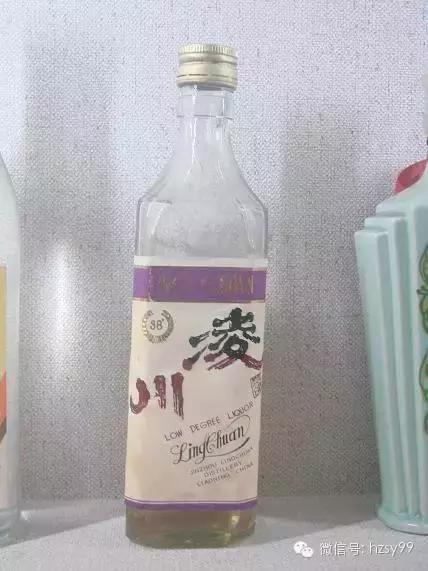 38°
凌
川
LOW DEGREE LIQUOR
LingChuan
JINZHOU LINGCHUAN
DISTILLERY
LIAONING, CHINA
微信号: hzsy99